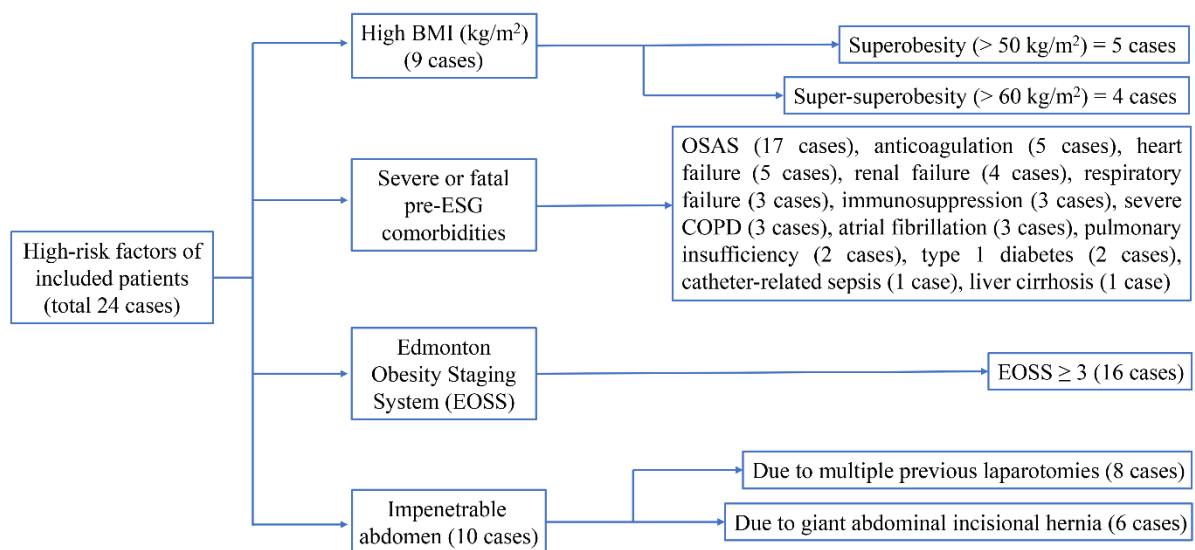 High-risk factors of
included patients
(total 24 cases)
High BMI (kg/m²)
(9 cases)
Superobesity (> 50 kg/m²) = 5 cases
Super-superobesity (> 60 kg/m²) = 4 cases
Severe or fatal
pre-ESG
comorbidities
OSAS (17 cases), anticoagulation (5 cases), heart
failure (5 cases), renal failure (4 cases), respiratory
failure (3 cases), immunosuppression (3 cases), severe
COPD (3 cases), atrial fibrillation (3 cases), pulmonary
insufficiency (2 cases), type 1 diabetes (2 cases),
catheter-related sepsis (1 case), liver cirrhosis (1 case)
Edmonton
Obesity Staging
System (EOSS)
EOSS ≥ 3 (16 cases)
Impenetrable
abdomen (10 cases)
Due to multiple previous laparotomies (8 cases)
Due to giant abdominal incisional hernia (6 cases)